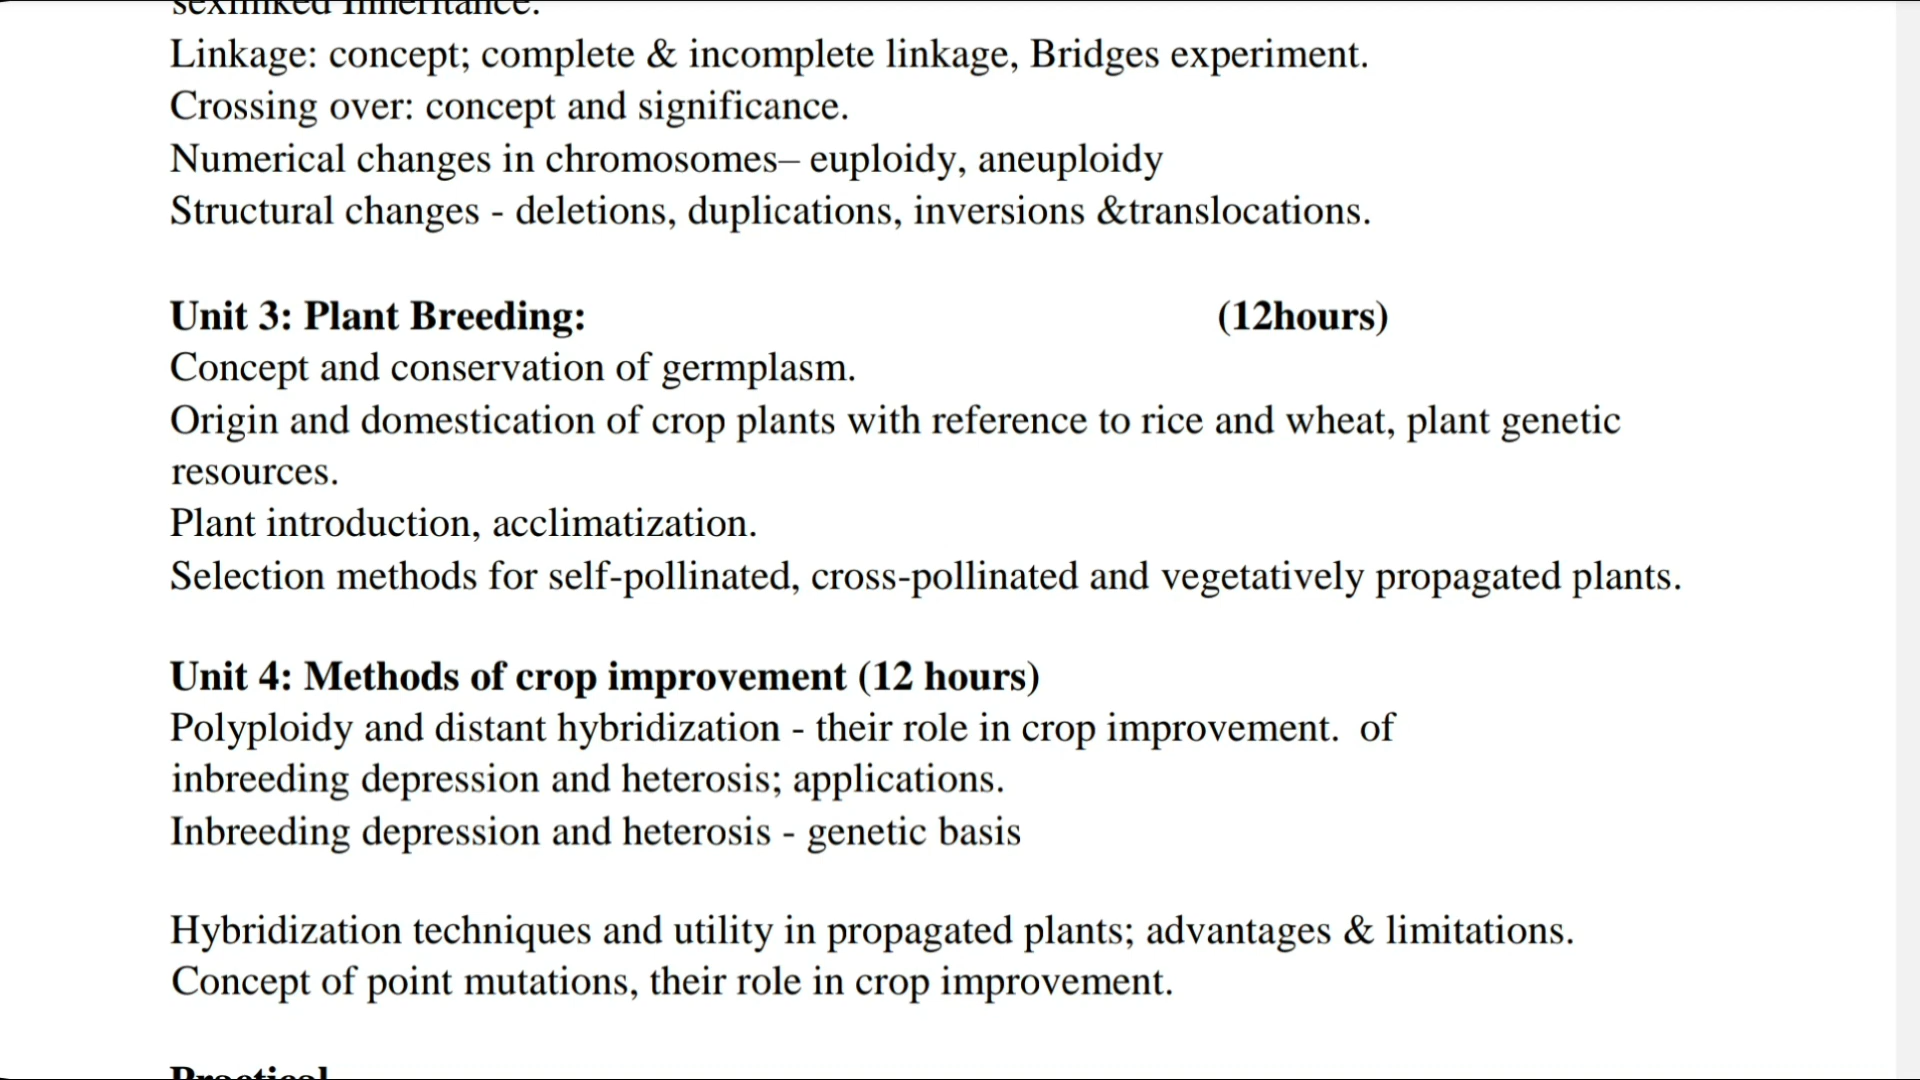 sexlinked Inheritance.
Linkage: concept; complete & incomplete linkage, Bridges experiment.
Crossing over: concept and significance.
Numerical changes in chromosomes– euploidy, aneuploidy
Structural changes - deletions, duplications, inversions &translocations.
Unit 3: Plant Breeding: (12hours)
Concept and conservation of germplasm.
Origin and domestication of crop plants with reference to rice and wheat, plant genetic
resources.
Plant introduction, acclimatization.
Selection methods for self-pollinated, cross-pollinated and vegetatively propagated plants.
Unit 4: Methods of crop improvement (12 hours)
Polyploidy and distant hybridization - their role in crop improvement.  of
inbreeding depression and heterosis; applications.
Inbreeding depression and heterosis - genetic basis
Hybridization techniques and utility in propagated plants; advantages & limitations.
Concept of point mutations, their role in crop improvement.
Practical